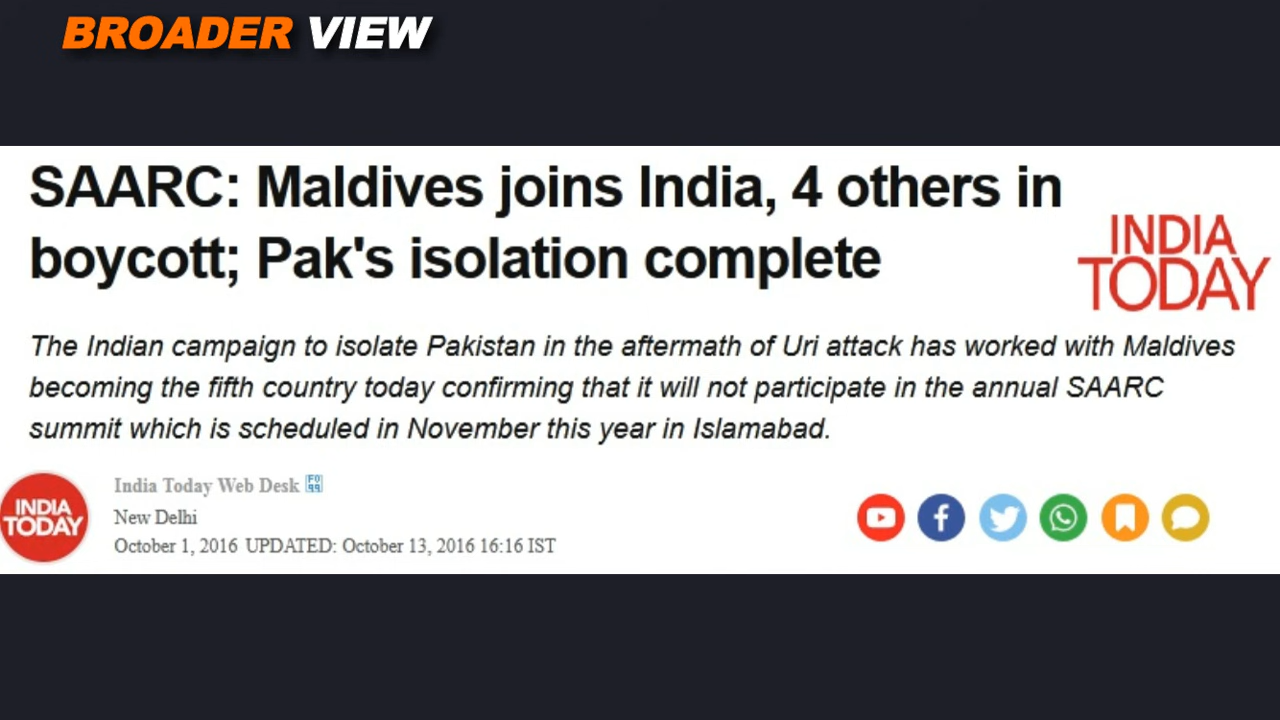 BROADER VIEW
SAARC: Maldives joins India, 4 others in
boycott; Pak's isolation complete
INDIA
TODAY
The Indian campaign to isolate Pakistan in the aftermath of Uri attack has worked with Maldives
becoming the fifth country today confirming that it will not participate in the annual SAARC
summit which is scheduled in November this year in Islamabad.
INDIA
TODAY
India Today Web Desk
New Delhi
October 1, 2016 UPDATED: October 13, 2016 16:16 IST